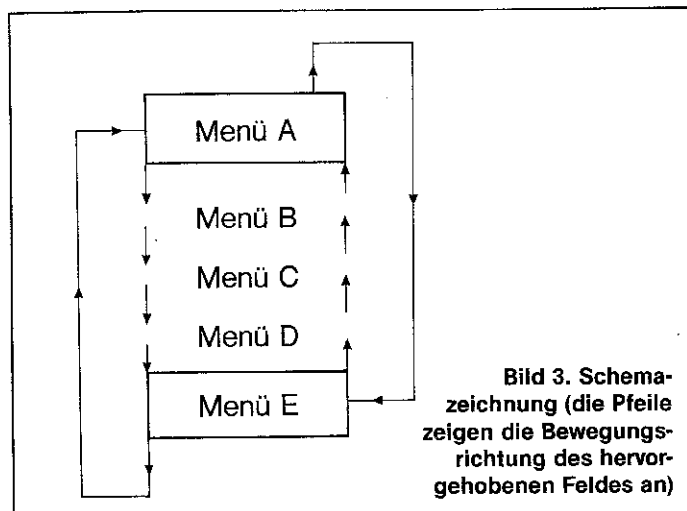 Menü A
Menü B
Menü C
Menü D
Menü E
Bild 3. Schema-
zeichnung (die Pfeile
zeigen die Bewegungs-
richtung des hervor-
gehobenen Feldes an)